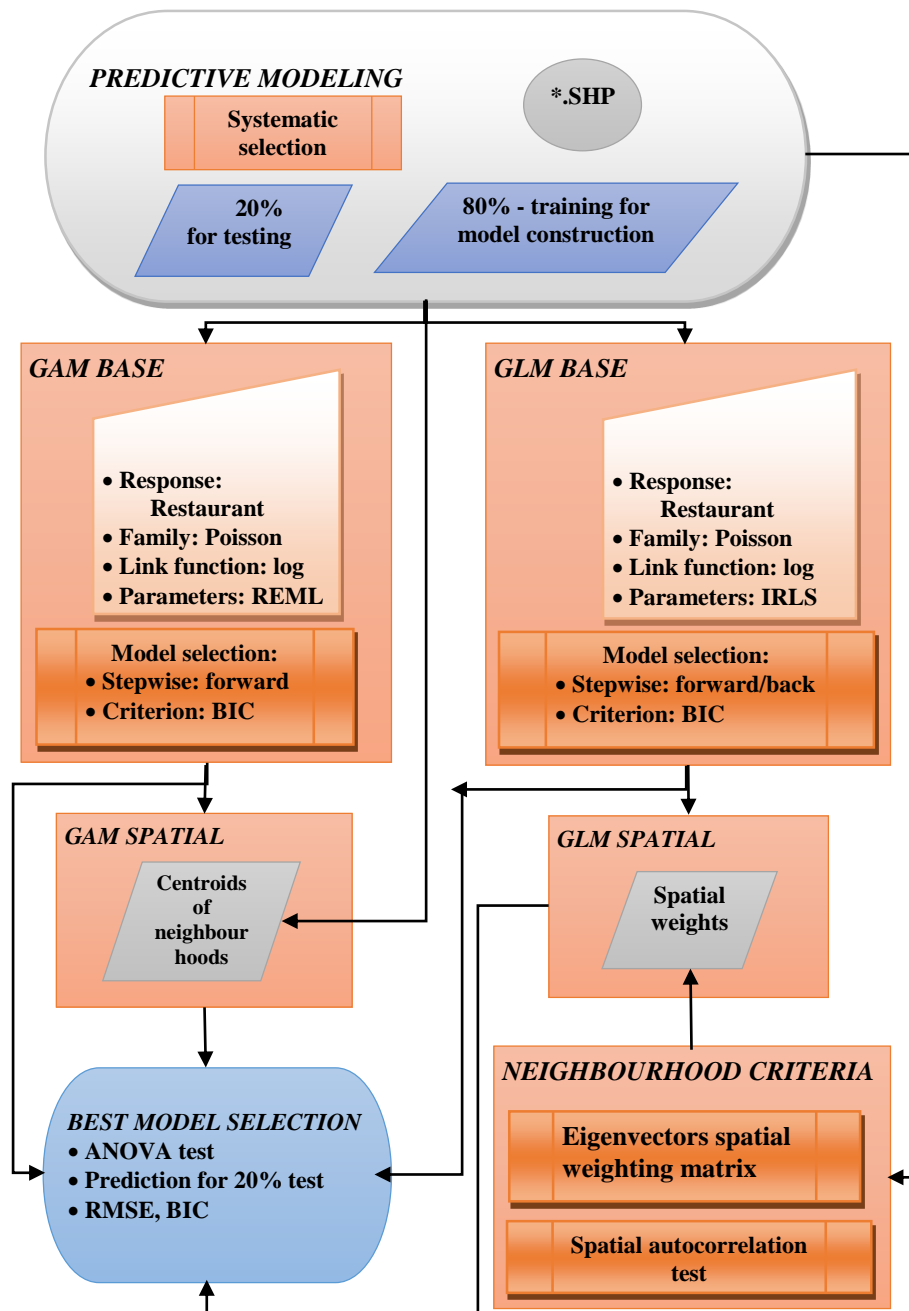 PREDICTIVE MODELING
*.SHP
Systematic
selection
20%
for testing
80% - training for
model construction
GAM BASE
• Response:
Restaurant
• Family: Poisson
• Link function: log
• Parameters: REML
Model selection:
• Stepwise: forward
• Criterion: BIC
GLM BASE
• Response:
Restaurant
• Family: Poisson
• Link function: log
• Parameters: IRLS
Model selection:
• Stepwise: forward/back
• Criterion: BIC
GAM SPATIAL
Centroids
of
neighbour
hoods
GLM SPATIAL
Spatial
weights
BEST MODEL SELECTION
• ANOVA test
• Prediction for 20% test
• RMSE, BIC
NEIGHBOURHOOD CRITERIA
Eigenvectors spatial
weighting matrix
Spatial autocorrelation
test